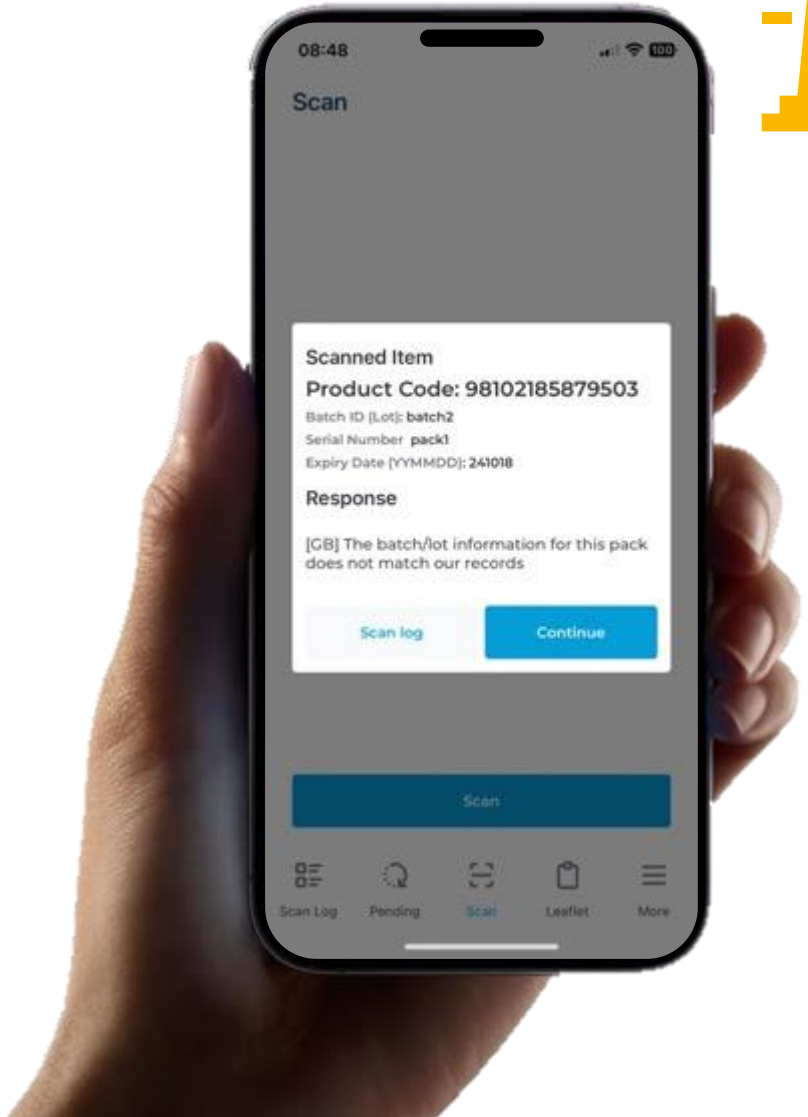 08:48
100
Scan
Scanned Item
Product Code: 98102185879503
Batch ID (Lot): batch2
Serial Number pack1
Expiry Date (YYMMDD): 241018
Response
[GB] The batch/lot information for this pack
does not match our records
Scan log Continue
Scan
Scan Log Pending Scan Leaflet More